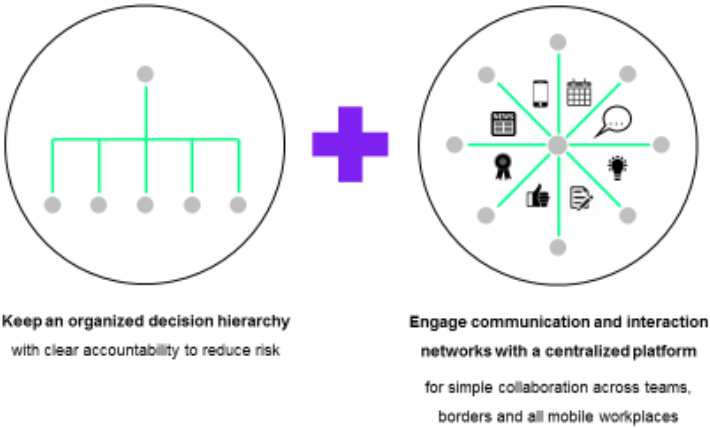 NEWS
Keep an organized decision hierarchy
with clear accountability to reduce risk
Engage communication and interaction
networks with a centralized platform
for simple collaboration across teams,
borders and all mobile workplaces